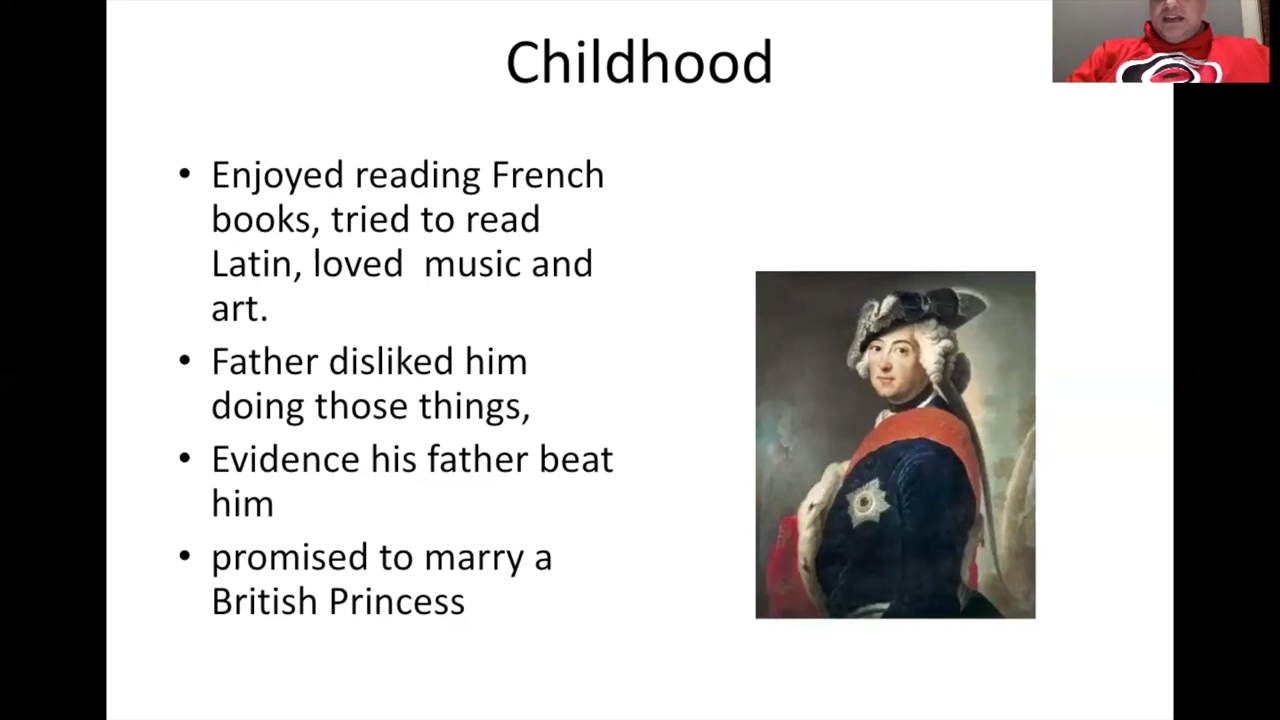 Childhood
• Enjoyed reading French
books, tried to read
Latin, loved  music and
art.
• Father disliked him
doing those things,
• Evidence his father beat
him
• promised to marry a
British Princess